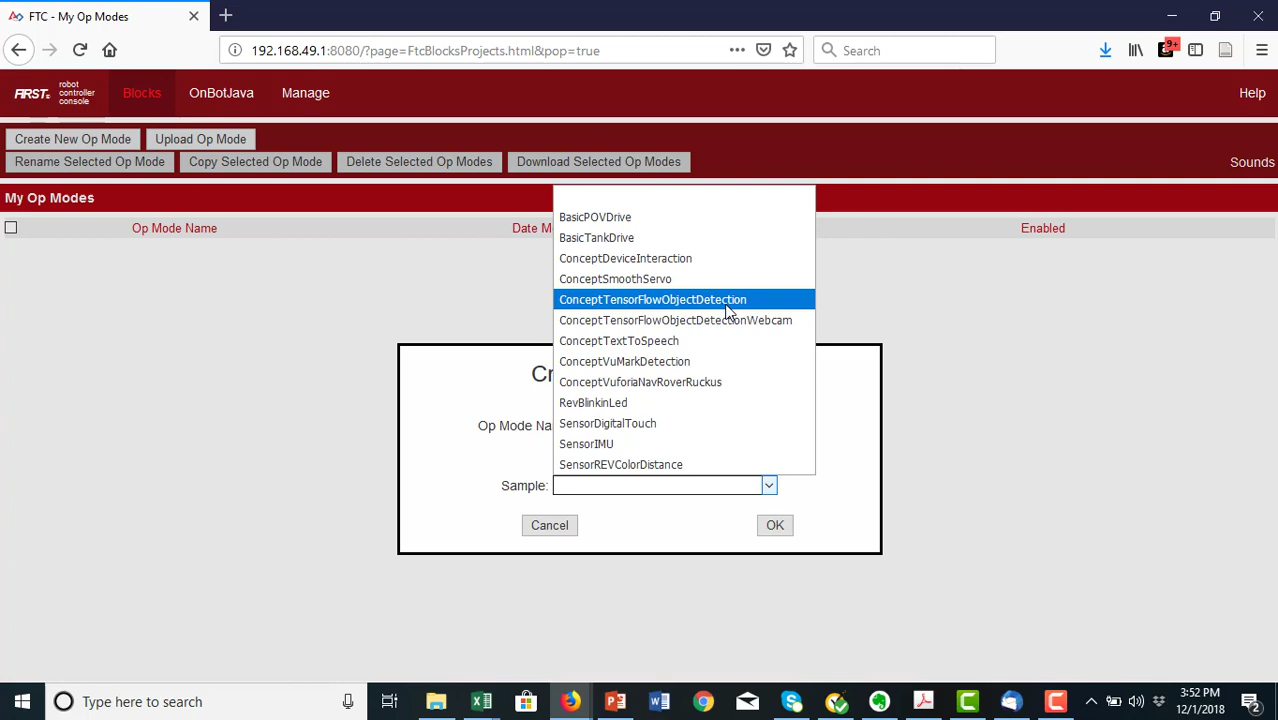 FTC - My Op Modes
192.168.49.1:8080/?page=FtcBlocksProjects.html&pop=true
Search
9+
FIRST robot controller console
Blocks
OnBotJava
Manage
Help
Create New Op Mode
Upload Op Mode
Rename Selected Op Mode
Copy Selected Op Mode
Delete Selected Op Modes
Download Selected Op Modes
Sounds
My Op Modes
Op Mode Name
Date M
Enabled
BasicPOVDrive
BasicTankDrive
ConceptDeviceInteraction
ConceptSmoothServo
ConceptTensorFlowObjectDetection
ConceptTensorFlowObjectDetectionWebcam
ConceptTextToSpeech
ConceptVuMarkDetection
ConceptVuforiaNavRoverRuckus
RevBlinkinLed
SensorDigitalTouch
SensorIMU
SensorREVColorDistance
Cr
Op Mode Na
Sample:
Cancel
OK
Type here to search
3:52 PM
12/1/2018
2